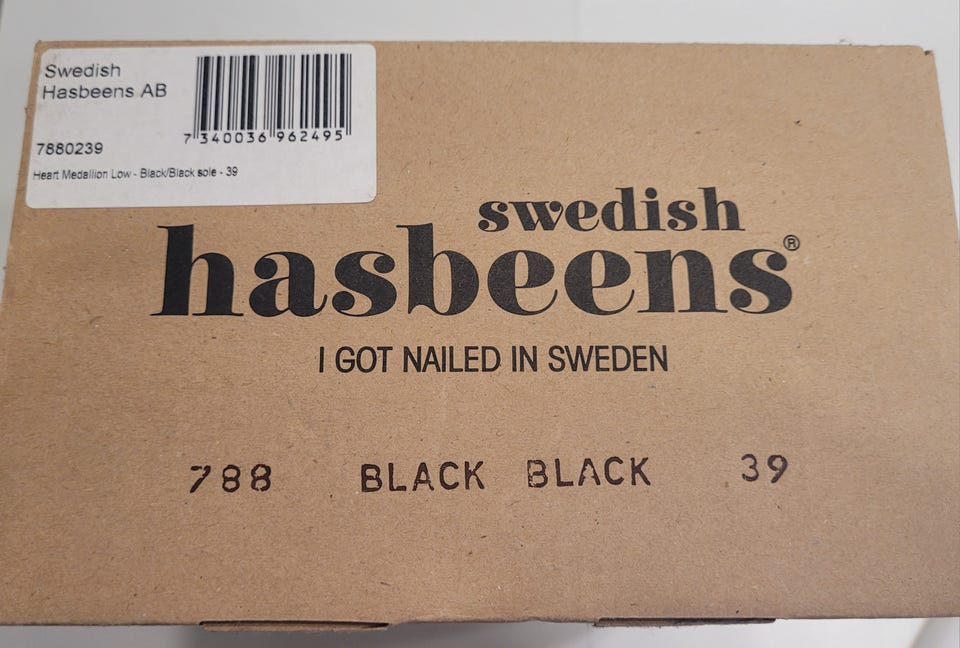 Swedish
Hasbeens AB
7 340036 962495
7880239
Heart Medallion Low - Black/Black sole - 39
swedish
hasbeens®
I GOT NAILED IN SWEDEN
788 BLACK BLACK 39